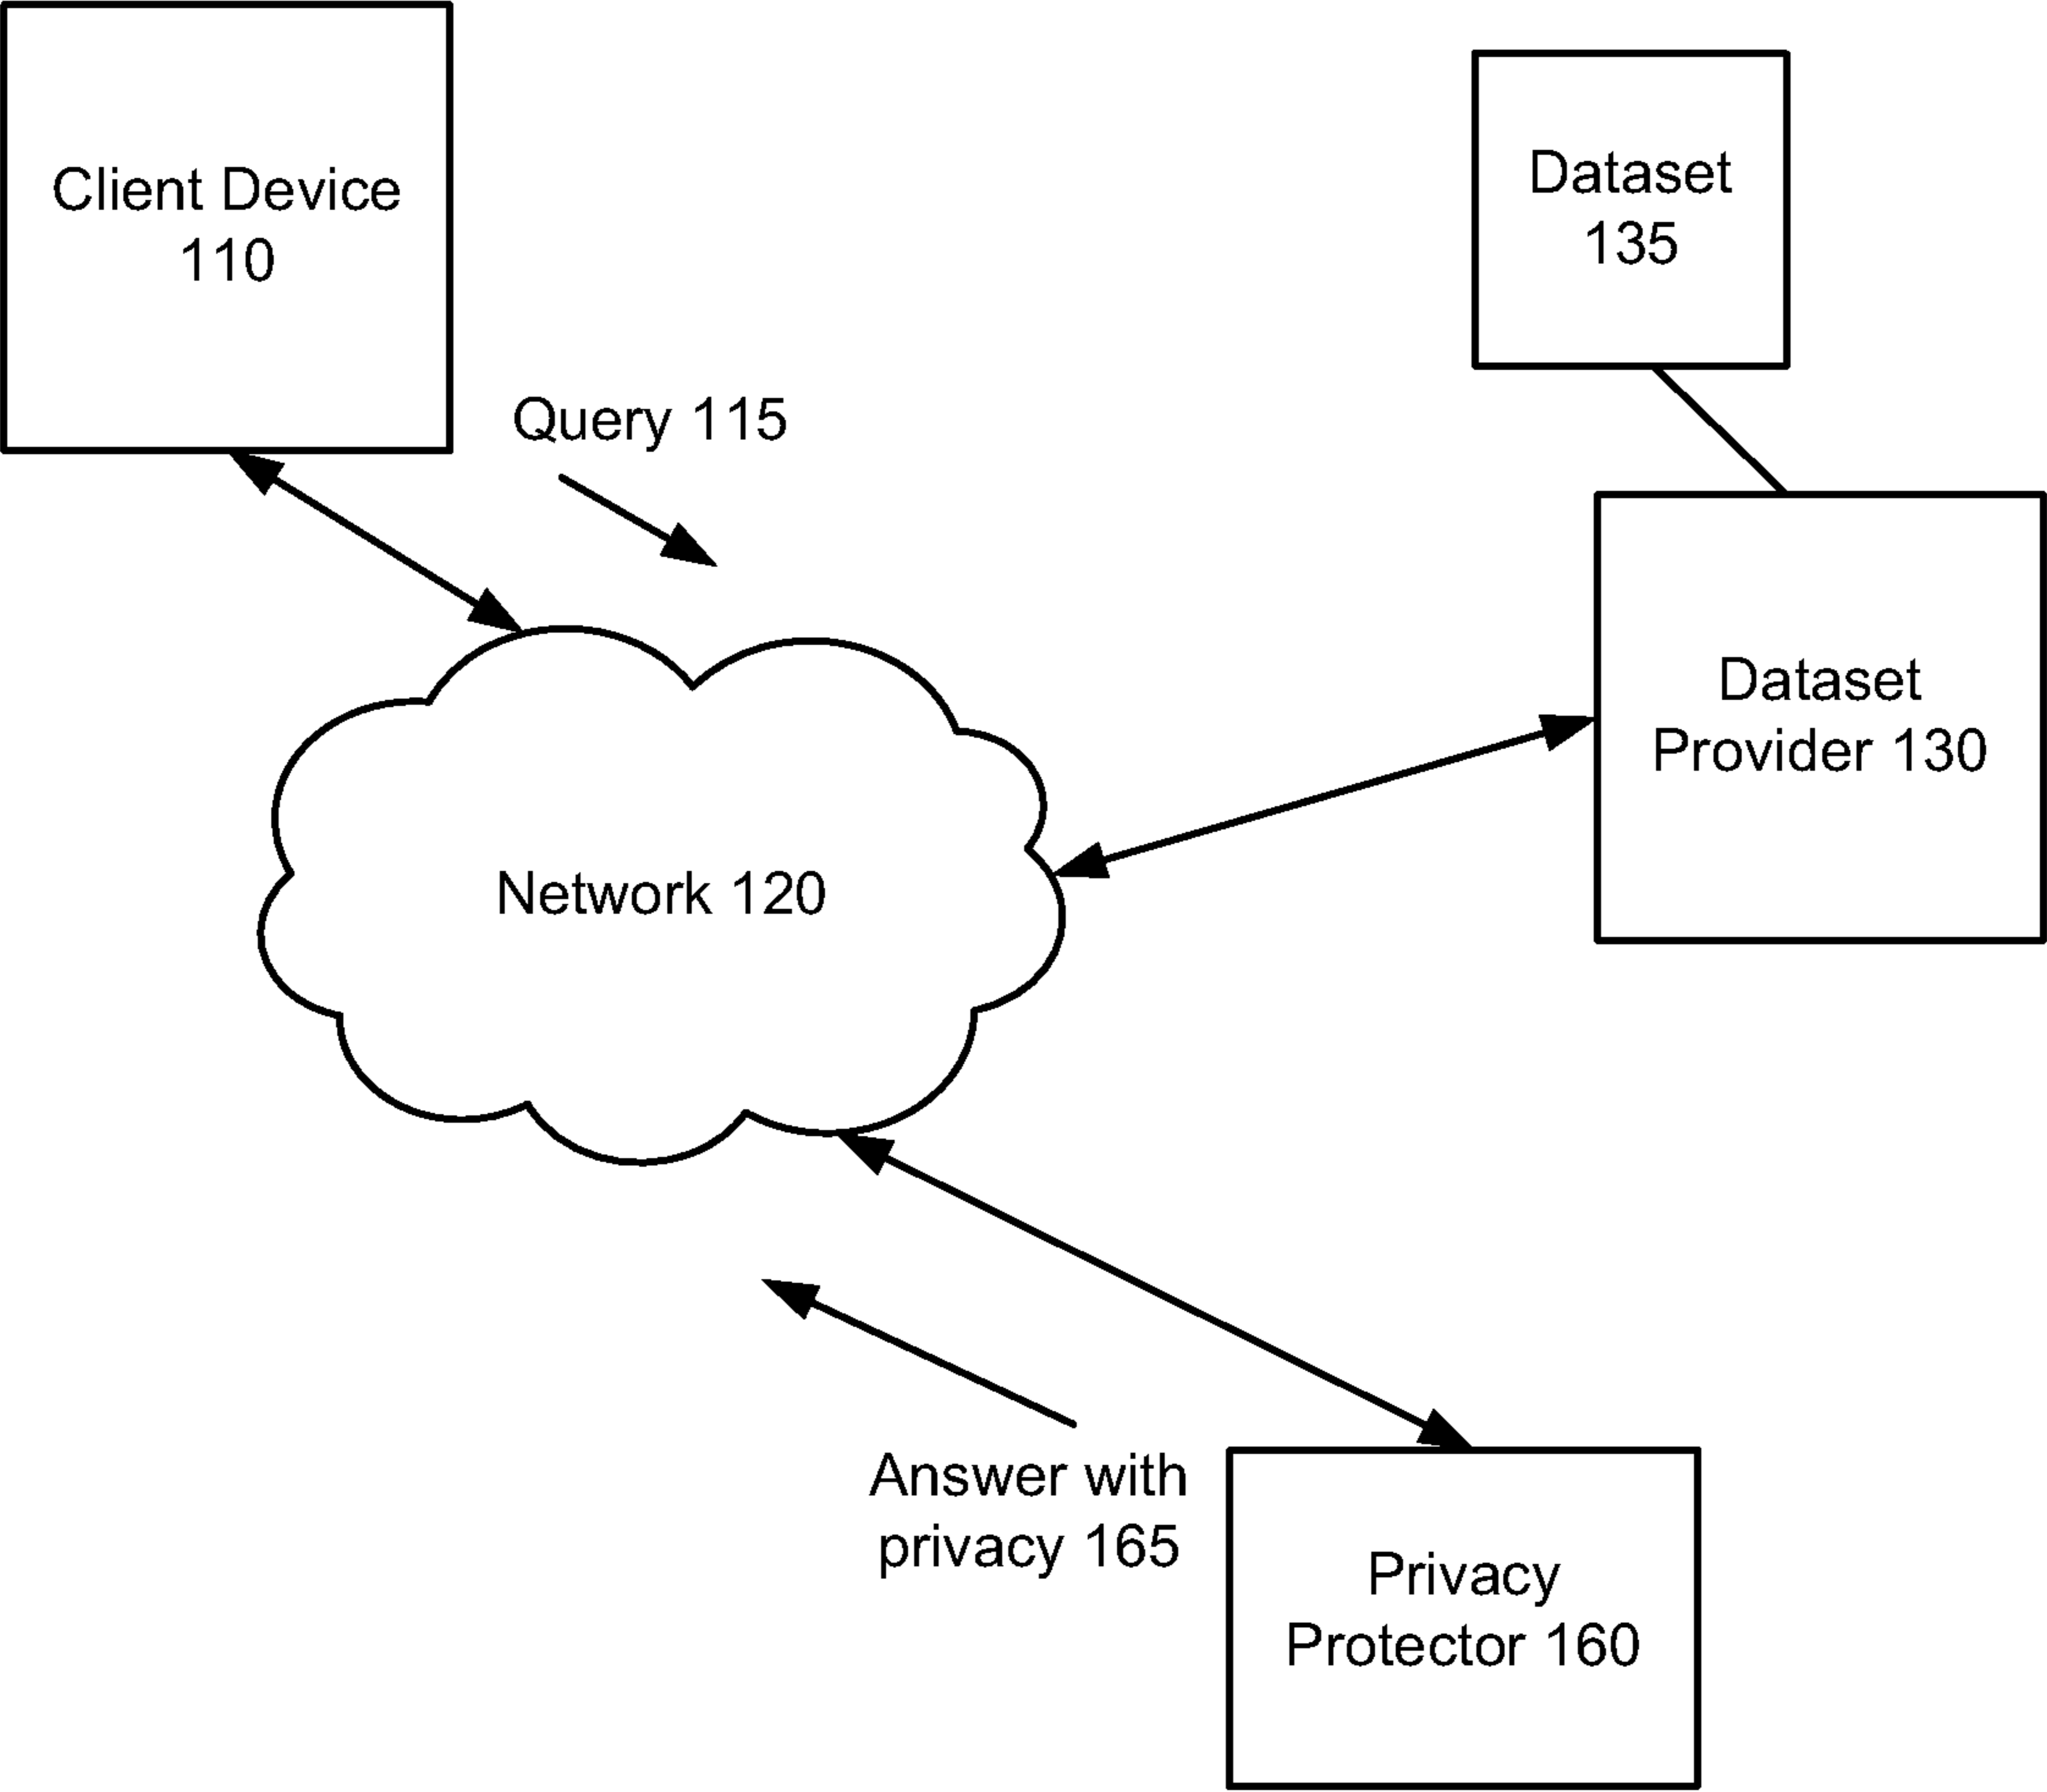 Client Device
110
Dataset
135
Query 115
Dataset
Provider 130
Network 120
Answer with
privacy 165
Privacy
Protector 160